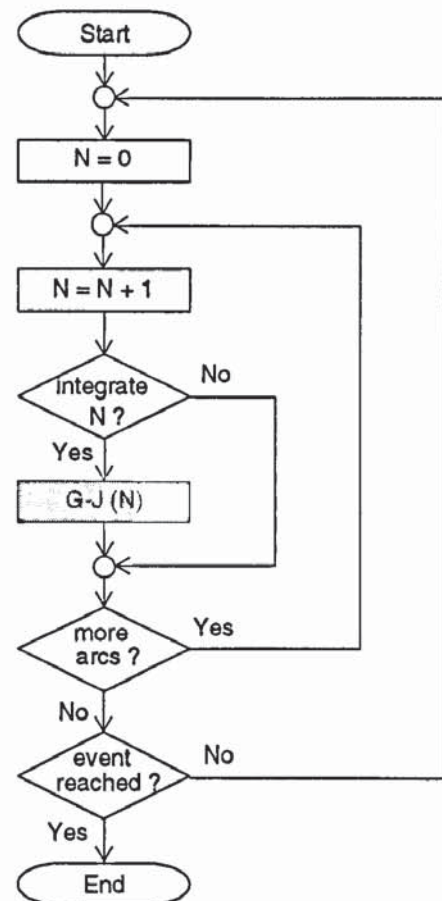 Start
N = 0
N = N + 1
integrate
N ?
No
Yes
G-J (N)
more
arcs ?
Yes
No
event
reached ?
No
Yes
End